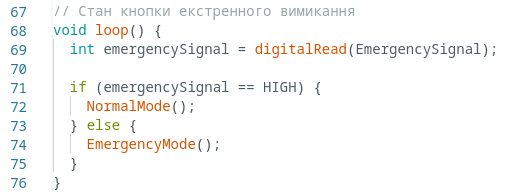 67 // Стан кнопки екстренного вимикання
68 void loop() {
69 int emergencySignal = digitalRead(EmergencySignal);
70
71 if (emergencySignal == HIGH) {
72 NormalMode();
73 } else {
74 EmergencyMode();
75 }
76 }